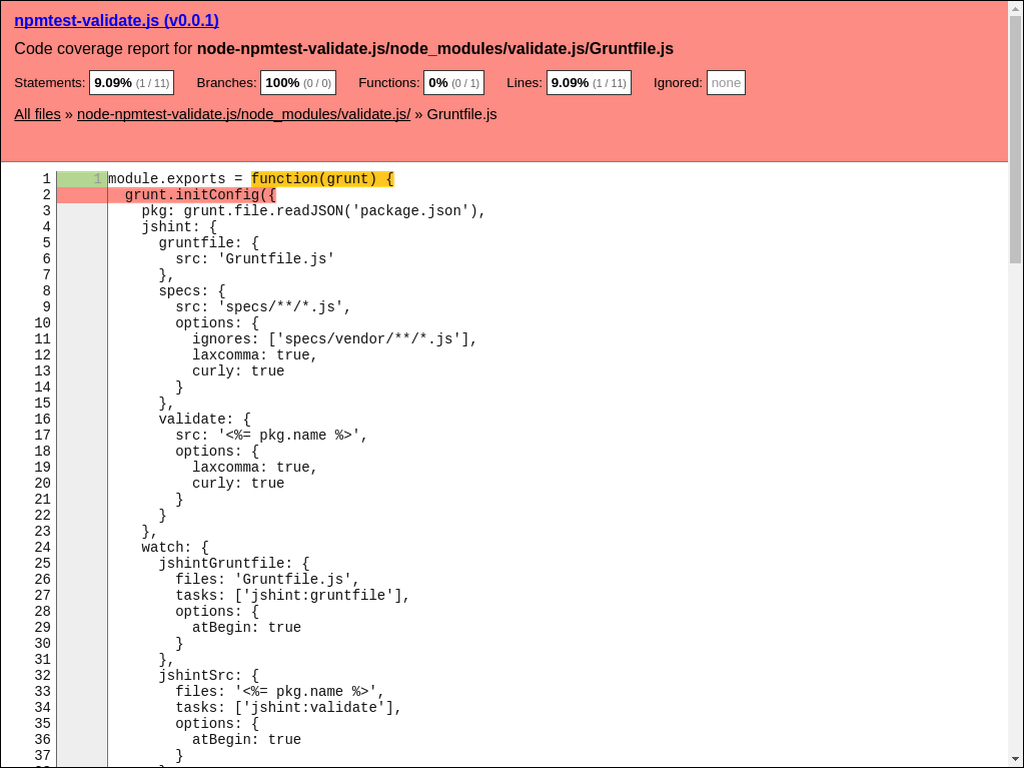 npmtest-validate.js (v0.0.1)
Code coverage report for node-npmtest-validate.js/node_modules/validate.js/Gruntfile.js
Statements: 9.09% (1 / 11) Branches: 100% (0 / 0) Functions: 0% (0 / 1) Lines: 9.09% (1 / 11) Ignored: none
All files » node-npmtest-validate.js/node_modules/validate.js/ » Gruntfile.js
1 1 module.exports = function(grunt) {
2 grunt.initConfig({
3 pkg: grunt.file.readJSON('package.json'),
4 jshint: {
5 gruntfile: {
6 src: 'Gruntfile.js'
7 },
8 specs: {
9 src: 'specs/**/*.js',
10 options: {
11 ignores: ['specs/vendor/**/*.js'],
12 laxcomma: true,
13 curly: true
14 }
15 },
16 validate: {
17 src: '<%= pkg.name %>',
18 options: {
19 laxcomma: true,
20 curly: true
21 }
22 }
23 },
24 watch: {
25 jshintGruntfile: {
26 files: 'Gruntfile.js',
27 tasks: ['jshint:gruntfile'],
28 options: {
29 atBegin: true
30 }
31 },
32 jshintSrc: {
33 files: '<%= pkg.name %>',
34 tasks: ['jshint:validate'],
35 options: {
36 atBegin: true
37 }